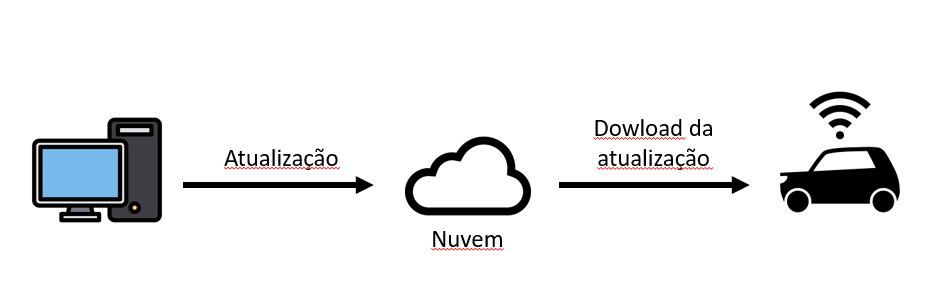 Atualização
Dowload da
atualização
Nuvem